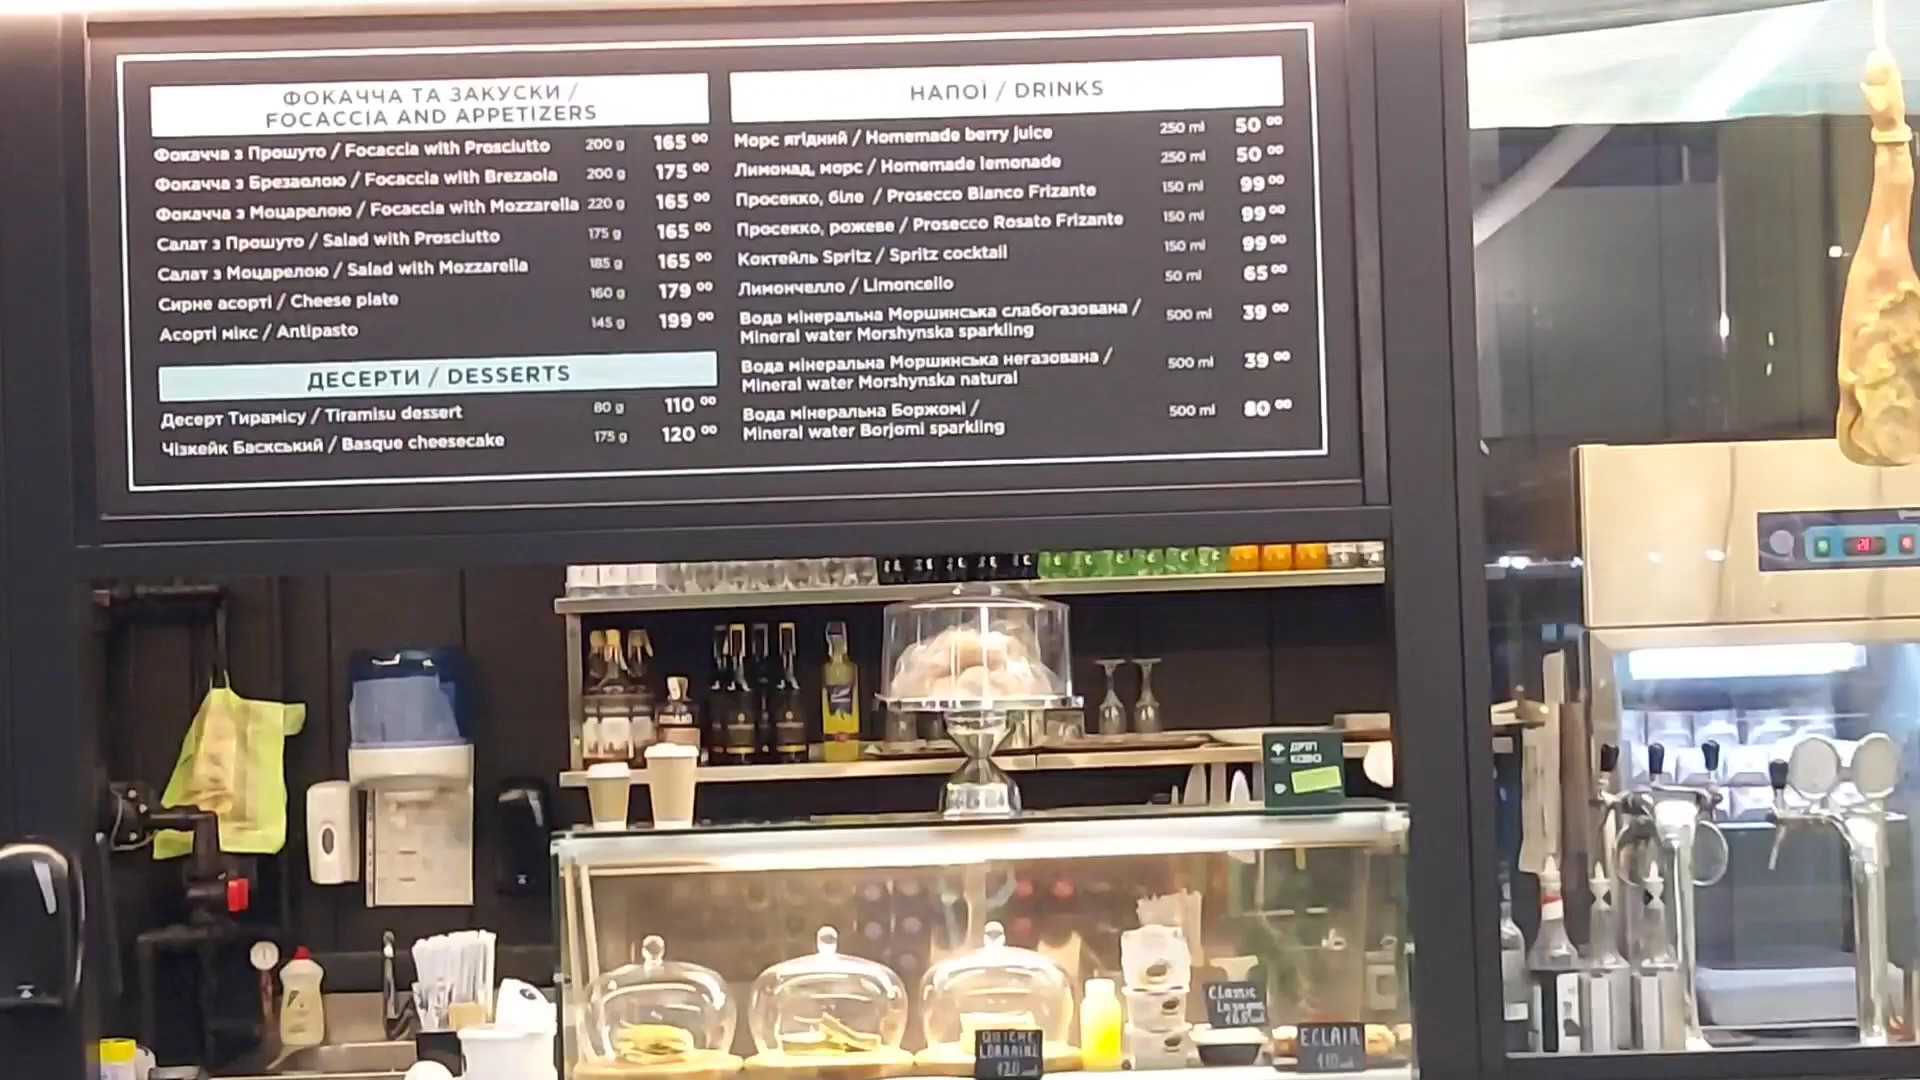 ФОКАЧЧА ТА ЗАКУСКИ /
FOCACCIA AND APPETIZERS
Фокачча з Прошуто / Focaccia with Prosciutto 200 g 165 00
Фокачча з Брезаолою / Focaccia with Brezaola 200 g 175 00
Фокачча з Моцарелою / Focaccia with Mozzarella 220 g 165 00
Салат з Прошуто / Salad with Prosciutto 175 g 165 00
Салат з Моцарелою / Salad with Mozzarella 185 g 165 00
Сирне асорті / Cheese plate 160 g 179 00
Асорті мікс / Antipasto 145 g 199 00
ДЕСЕРТИ / DESSERTS
Десерт Тирамісу / Tiramisu dessert 80 g 110 00
Чізкейк Баскський / Basque cheesecake 175 g 120 00
НАПОЇ / DRINKS
Морс ягідний / Homemade berry juice 250 ml 50 00
Лимонад, морс / Homemade lemonade 250 ml 50 00
Просекко, біле / Prosecco Bianco Frizante 150 ml 99 00
Просекко, рожеве / Prosecco Rosato Frizante 150 ml 99 00
Коктейль Spritz / Spritz cocktail 150 ml 99 00
Лимончелло / Limoncello 50 ml 65 00
Вода мінеральна Моршинська слабогазована /
Mineral water Morshynska sparkling 500 ml 39 00
Вода мінеральна Моршинська негазована /
Mineral water Morshynska natural 500 ml 39 00
Вода мінеральна Боржомі /
Mineral water Borjomi sparkling 500 ml 80 00
ДРІП
КАВА
QUICHE
LORRAINE
120
Classic
ECLAIR
110